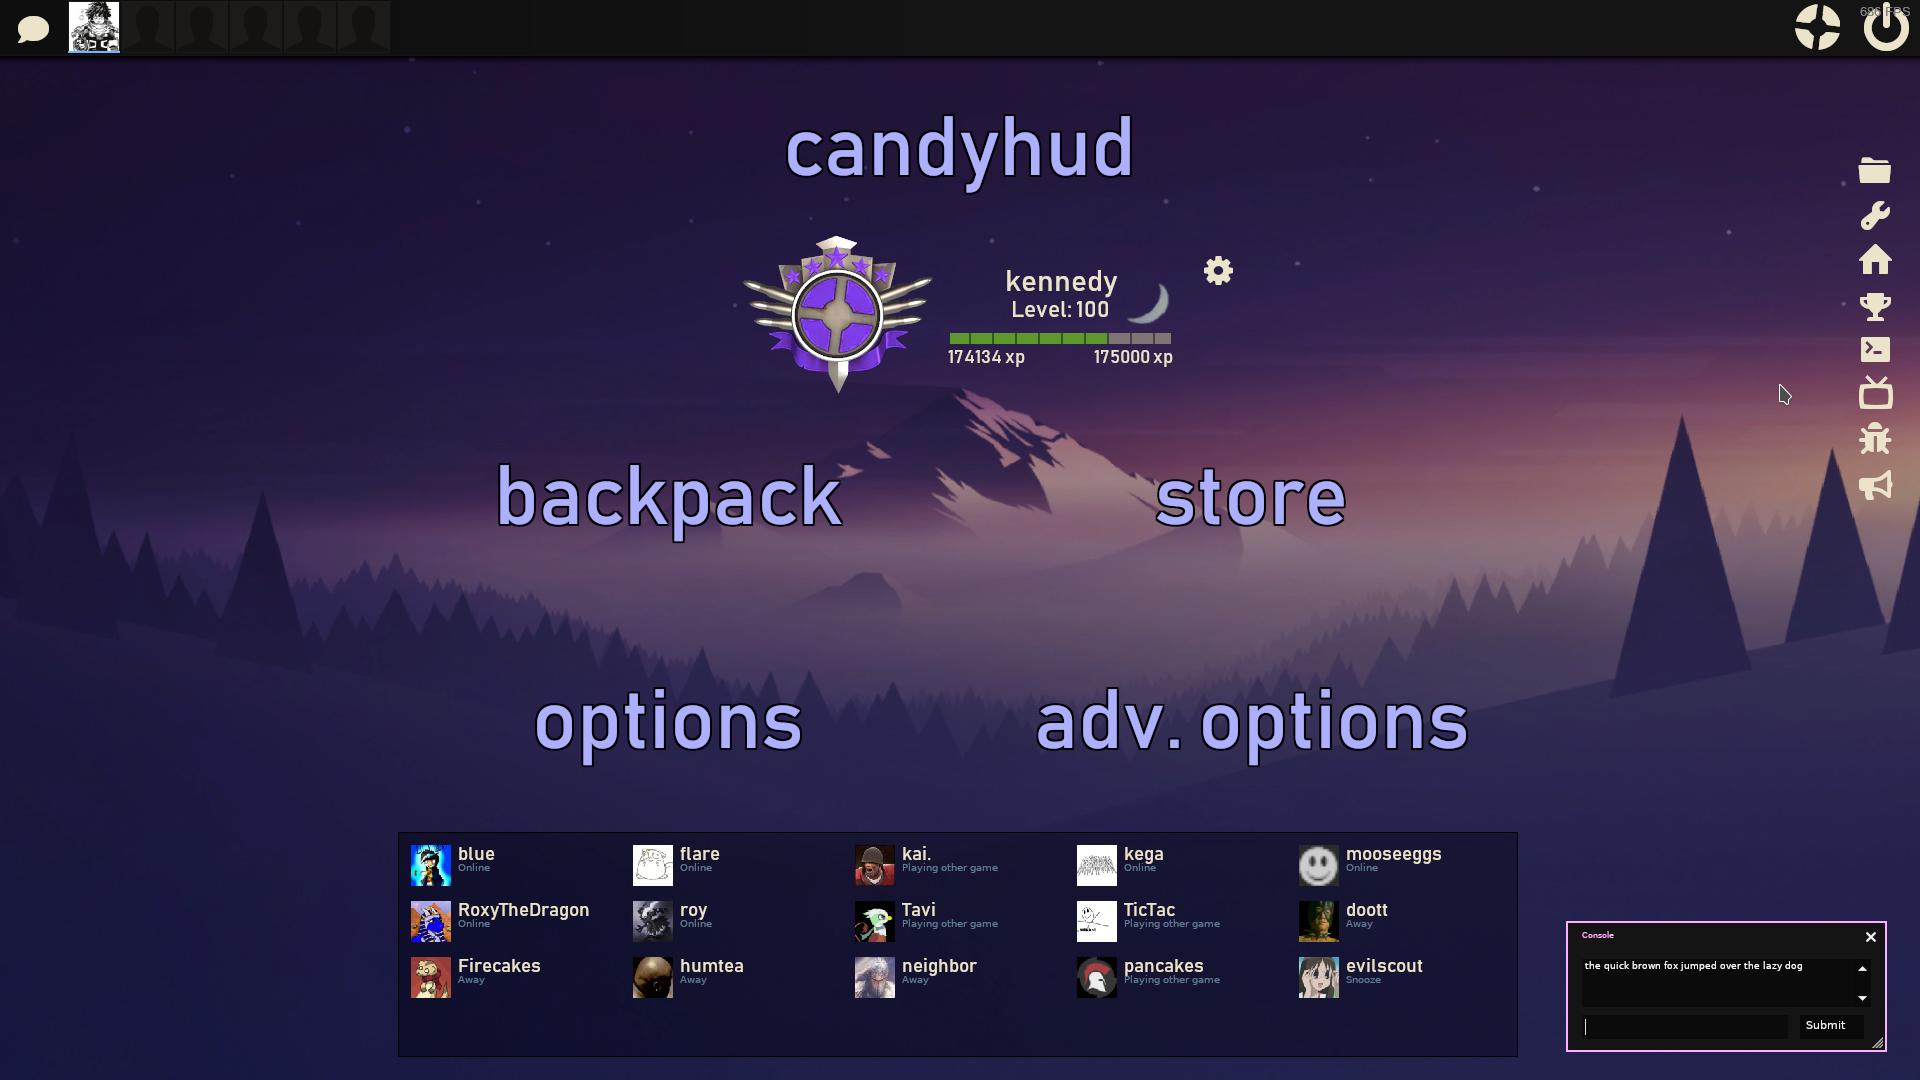 686 FPS
candyhud
kennedy
Level: 100
174134 xp 175000 xp
backpack store
options adv. options
blue flare kai. kega mooseeggs
Online Online Playing other game Online Online
RoxyTheDragon roy Tavi TicTac doott
Online Online Playing other game Playing other game Away
Firecakes humtea neighbor pancakes evilscout
Away Away Away Playing other game Snooze
Console
the quick brown fox jumped over the lazy dog
Submit